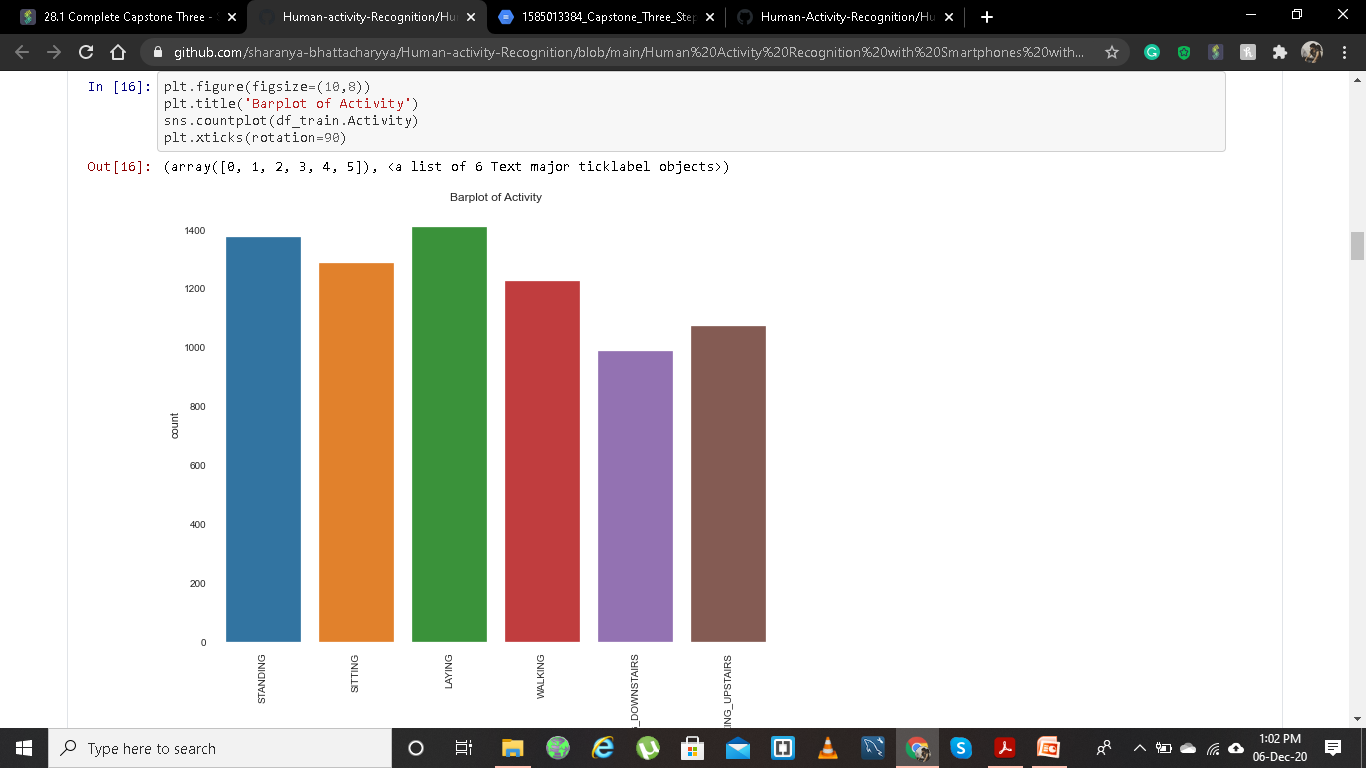 28.1 Complete Capstone Three -
Human-activity-Recognition/Hu
1585013384_Capstone_Three_Step
Human-Activity-Recognition/Hu
github.com/sharanya-bhattacharyya/Human-activity-Recognition/blob/main/Human%20Activity%20Recognition%20with%20Smartphones%20with...
In [16]: plt.figure(figsize=(10,8))
plt.title('Barplot of Activity')
sns.countplot(df_train.Activity)
plt.xticks(rotation=90)
Out[16]: (array([0, 1, 2, 3, 4, 5]), <a list of 6 Text major ticklabel objects>)
Barplot of Activity
1400
1200
1000
800
600
400
200
0
count
STANDING
SITTING
LAYING
WALKING
_DOWNSTAIRS
ING_UPSTAIRS
Type here to search
1:02 PM
06-Dec-20